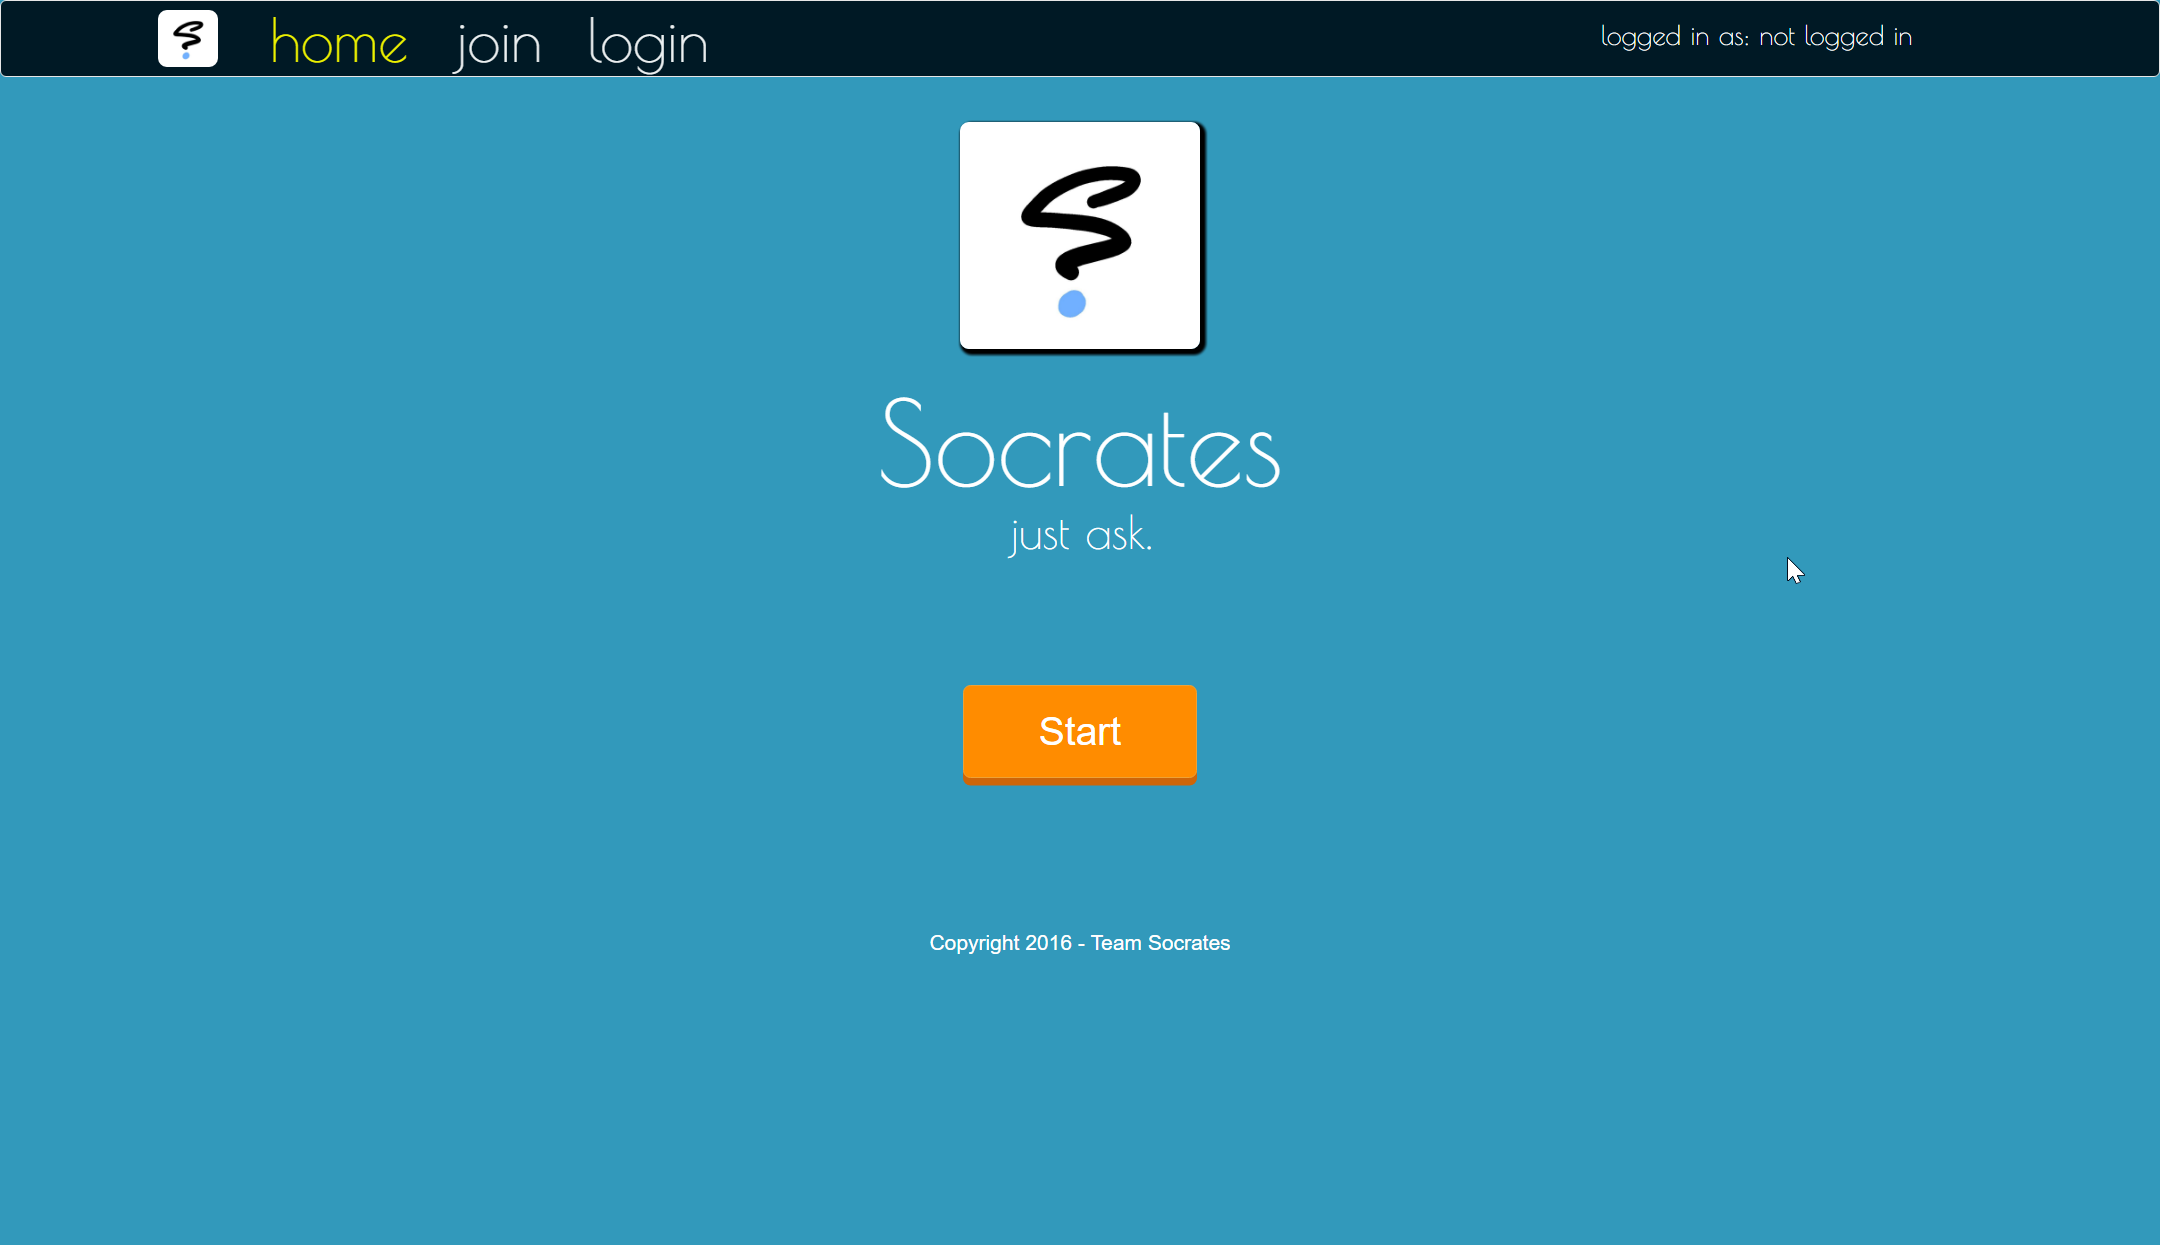 home join login logged in as: not logged in
Socrates
just ask.
Start
Copyright 2016 - Team Socrates